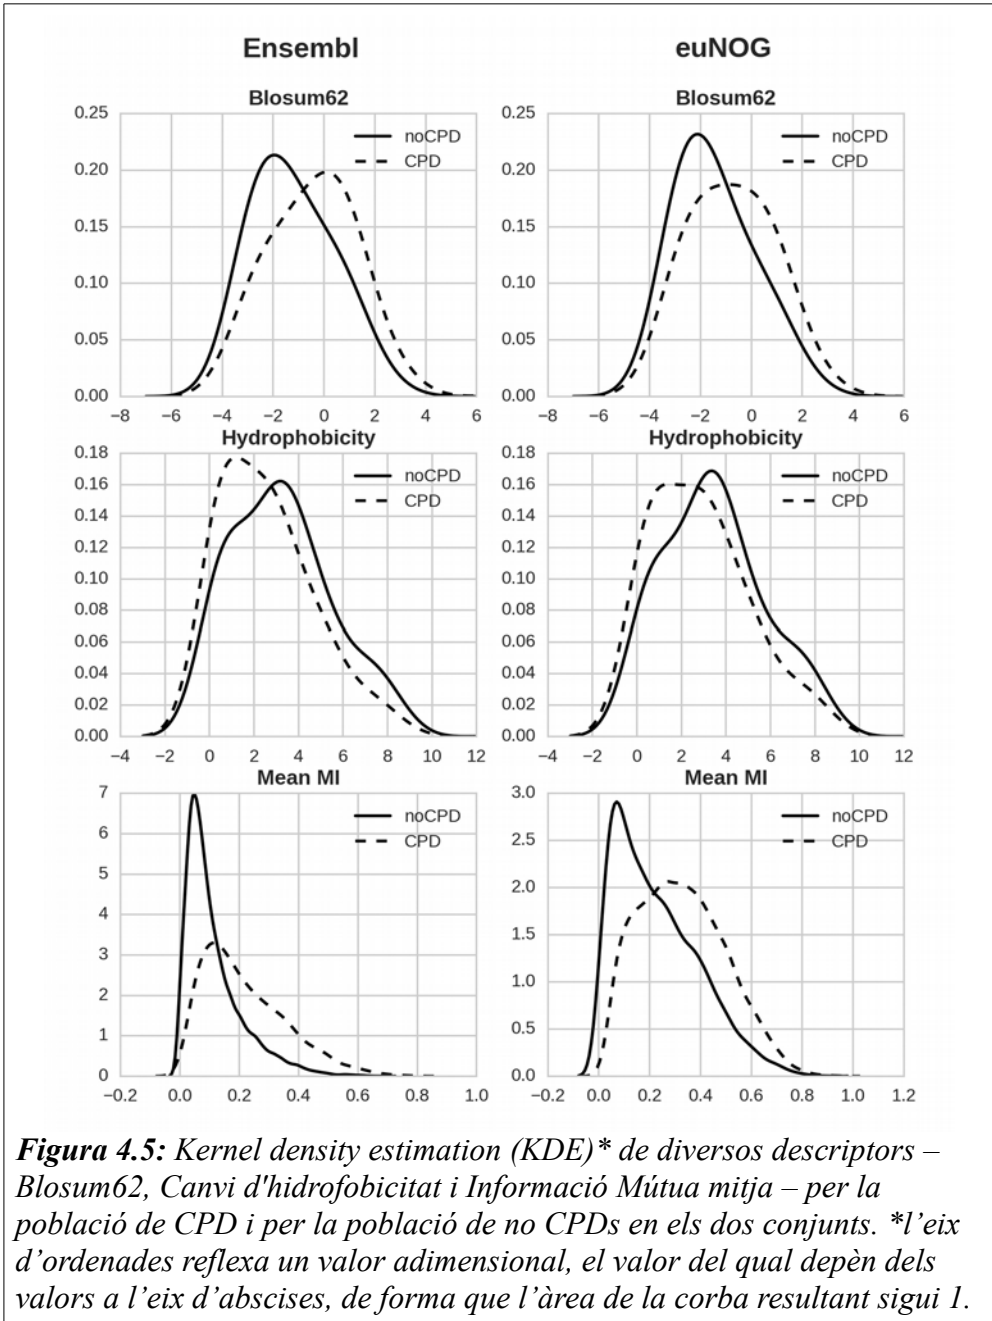 Ensembl
euNOG
Blosum62
Blosum62
0.25
0.20
0.15
0.10
0.05
0.00
noCPD
CPD
−8 −6 −4 −2 0 2 4 6
0.25
0.20
0.15
0.10
0.05
0.00
noCPD
CPD
−8 −6 −4 −2 0 2 4 6
Hydrophobicity
Hydrophobicity
0.18
0.16
0.14
0.12
0.10
0.08
0.06
0.04
0.02
0.00
noCPD
CPD
−4 −2 0 2 4 6 8 10 12
0.18
0.16
0.14
0.12
0.10
0.08
0.06
0.04
0.02
0.00
noCPD
CPD
−4 −2 0 2 4 6 8 10 12
Mean MI
Mean MI
7
6
5
4
3
2
1
0
noCPD
CPD
−0.2 0.0 0.2 0.4 0.6 0.8 1.0
3.0
2.5
2.0
1.5
1.0
0.5
0.0
noCPD
CPD
−0.2 0.0 0.2 0.4 0.6 0.8 1.0 1.2
Figura 4.5: Kernel density estimation (KDE)* de diversos descriptors –
Blosum62, Canvi d'hidrofobicitat i Informació Mútua mitja – per la
població de CPD i per la població de no CPDs en els dos conjunts. *l’eix
d’ordenades reflexa un valor adimensional, el valor del qual depèn dels
valors a l’eix d’abscises, de forma que l’àrea de la corba resultant sigui 1.